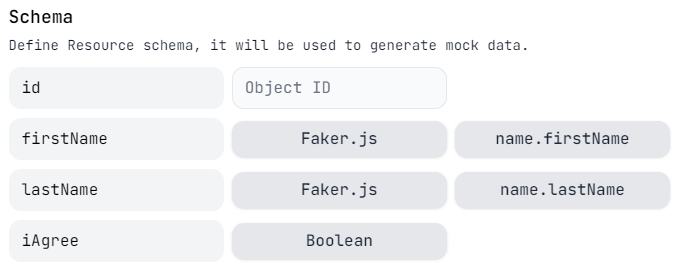 Schema
Define Resource schema, it will be used to generate mock data.
id Object ID
firstName Faker.js name.firstName
lastName Faker.js name.lastName
iAgree Boolean